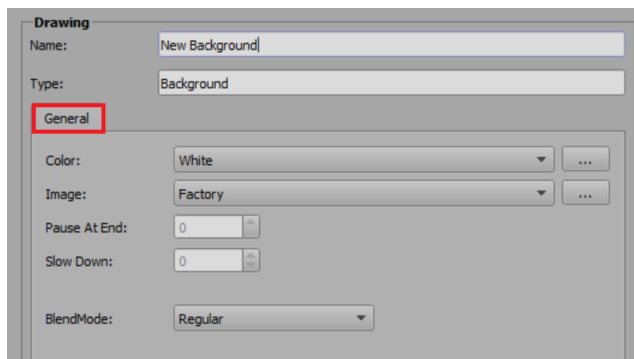 Drawing
Name: New Background
Type: Background
General
Color: White ...
Image: Factory ...
Pause At End: 0
Slow Down: 0
BlendMode: Regular